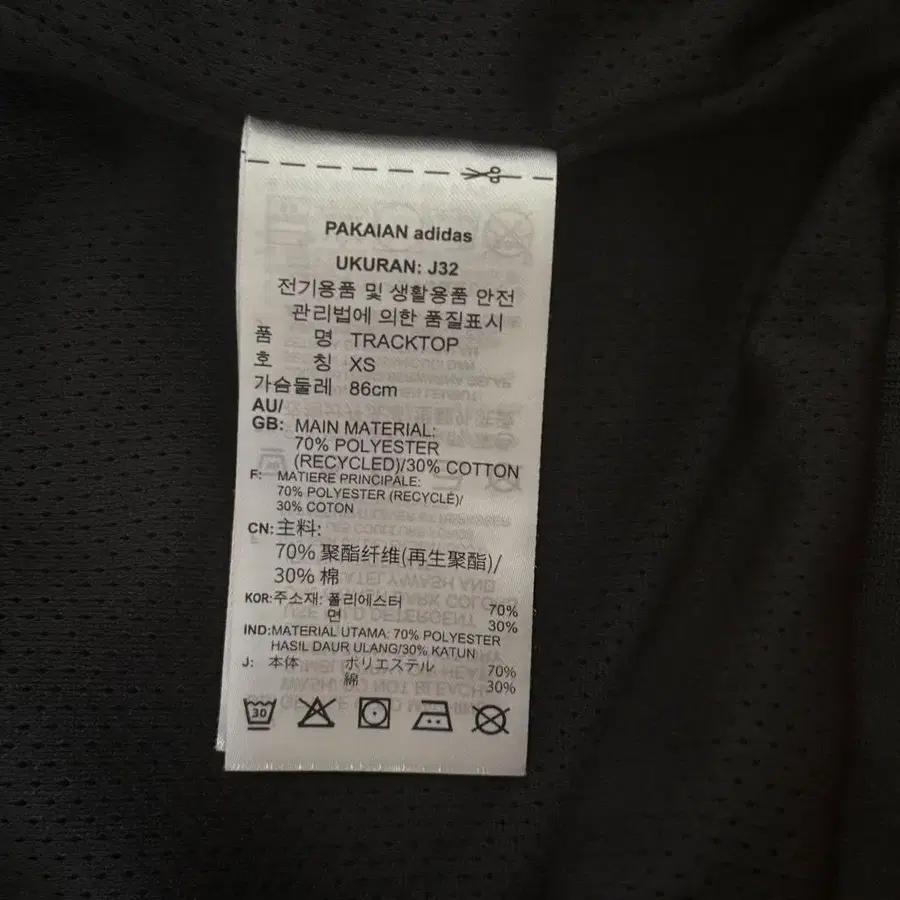 PAKAIAN adidas
UKURAN: J32
전기용품 및 생활용품 안전
관리법에 의한 품질표시
품 명 TRACKTOP
호 칭 XS
가슴둘레 86cm
AU/
GB: MAIN MATERIAL:
70% POLYESTER
(RECYCLED)/30% COTTON
F: MATIERE PRINCIPALE:
70% POLYESTER (RECYCLÉ)/
30% COTON
CN: 主料:
70% 聚酯纤维(再生聚酯)/
30% 棉
KOR: 주소재: 폴리에스터 70%
면 30%
IND: MATERIAL UTAMA: 70% POLYESTER
HASIL DAUR ULANG/30% KATUN
J: 本体 ポリエステル 70%
綿 30%
30